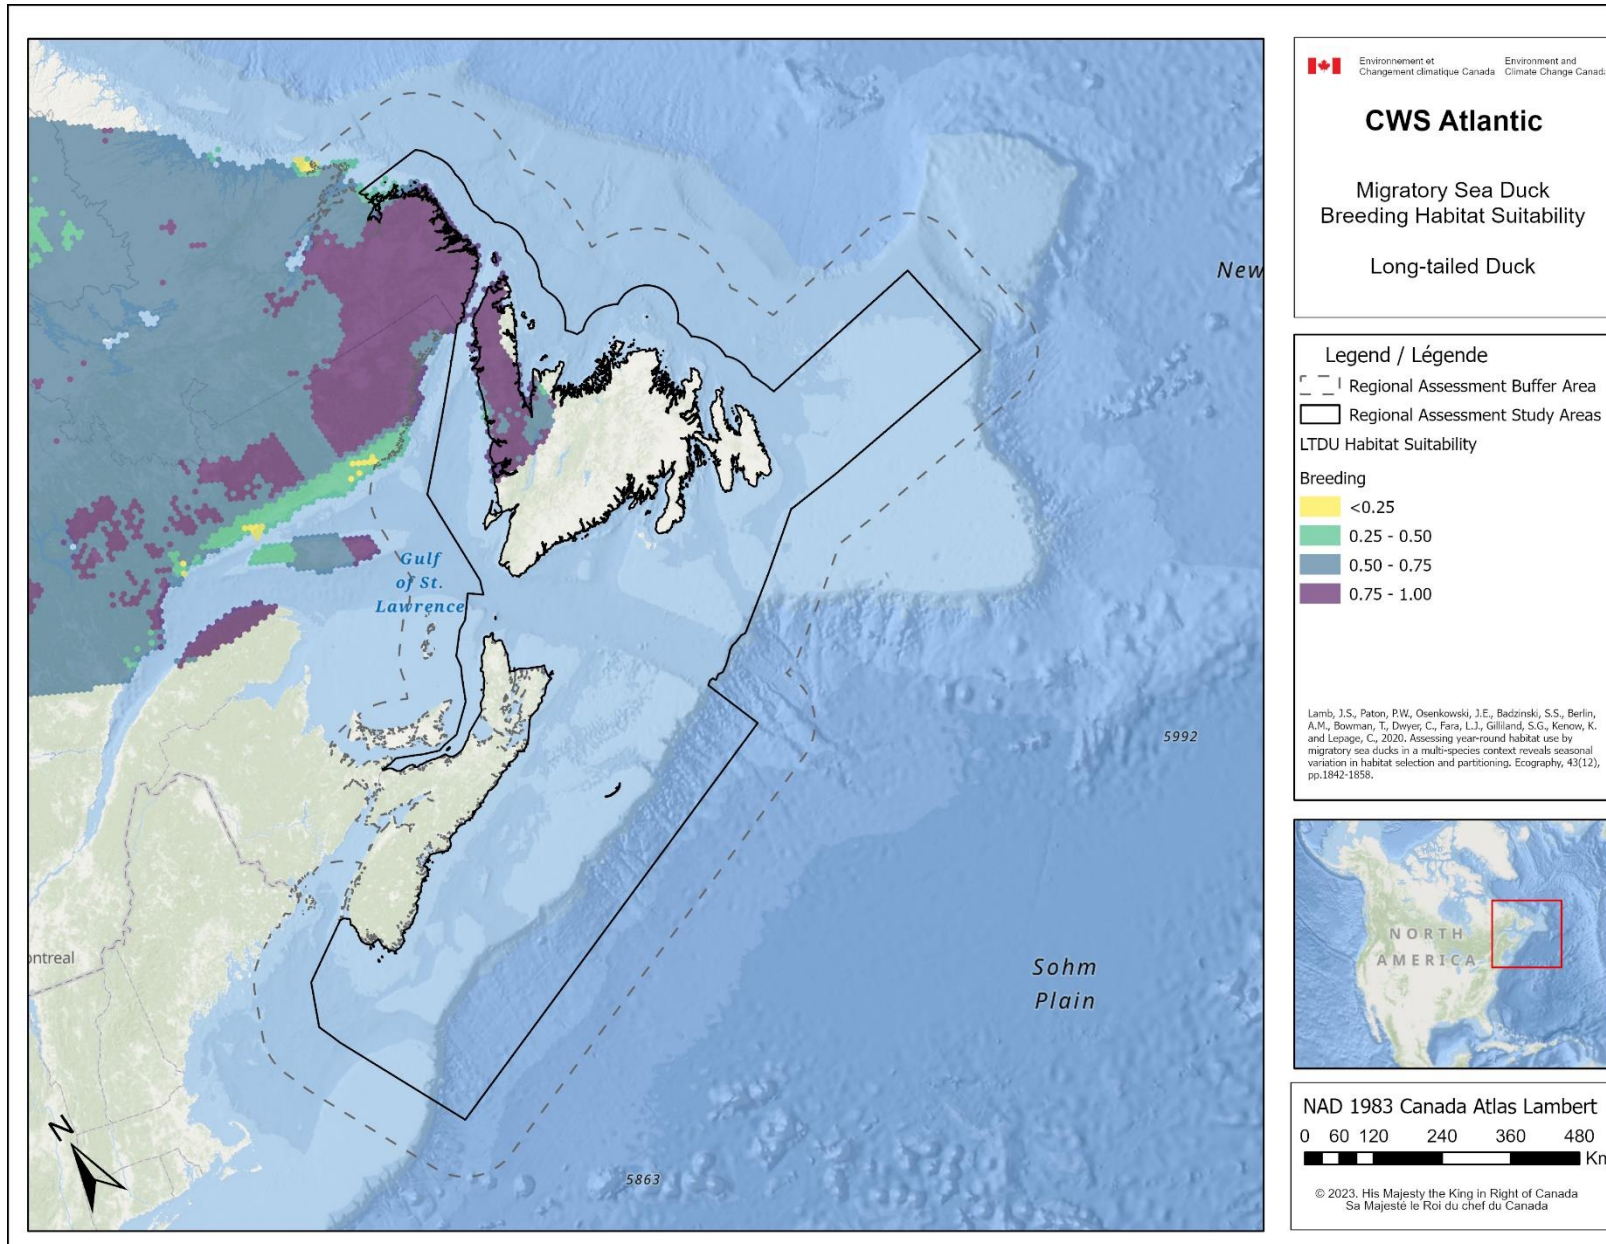 Environnement et
Changement climatique Canada
Environment and
Climate Change Canada
CWS Atlantic
Migratory Sea Duck
Breeding Habitat Suitability
Long-tailed Duck
Legend / Légende
Regional Assessment Buffer Area
Regional Assessment Study Areas
LTDU Habitat Suitability
Breeding
<0.25
0.25 - 0.50
0.50 - 0.75
0.75 - 1.00
Lamb, J.S., Paton, P.W., Osenkowski, J.E., Badzinski, S.S., Berlin,
A.M., Bowman, T., Dwyer, C., Fara, L.J., Gilliland, S.G., Kenow, K.
and Lepage, C., 2020. Assessing year-round habitat use by
migratory sea ducks in a multi-species context reveals seasonal
variation in habitat selection and partitioning. Ecography, 43(12),
pp.1842-1858.
NORTH
AMERICA
NAD 1983 Canada Atlas Lambert
0 60 120 240 360 480
Km
© 2023. His Majesty the King in Right of Canada
Sa Majesté le Roi du chef du Canada
New
Gulf
of St.
Lawrence
5992
ontreal
Sohm
Plain
5863
N